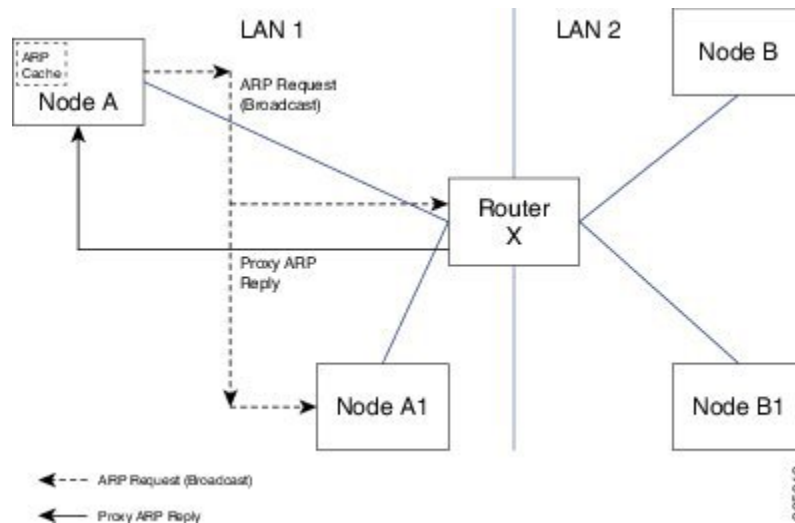 LAN 1
LAN 2
ARP
Cache
Node A
ARP Request
(Broadcast)
Node B
Router
X
Proxy ARP
Reply
Node A1
Node B1
ARP Request (Broadcast)
Proxy ARP Reply